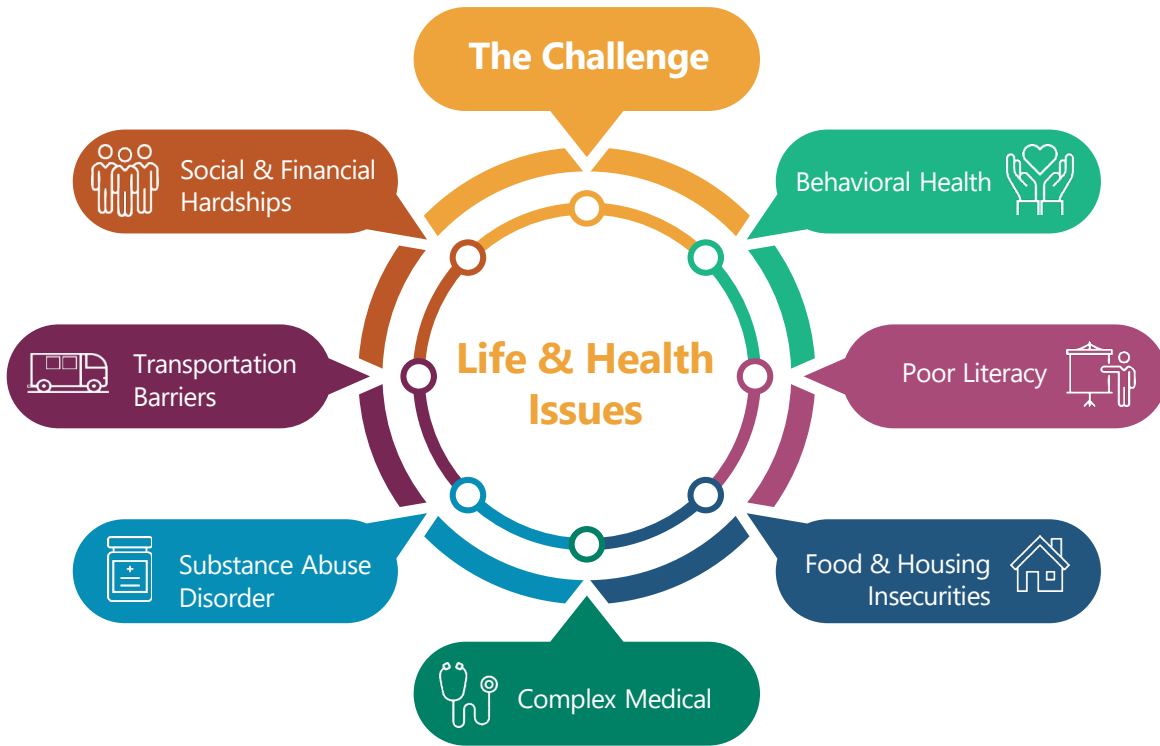 The Challenge
Social & Financial
Hardships
Behavioral Health
Life & Health
Issues
Transportation
Barriers
Poor Literacy
Substance Abuse
Disorder
Food & Housing
Insecurities
Complex Medical